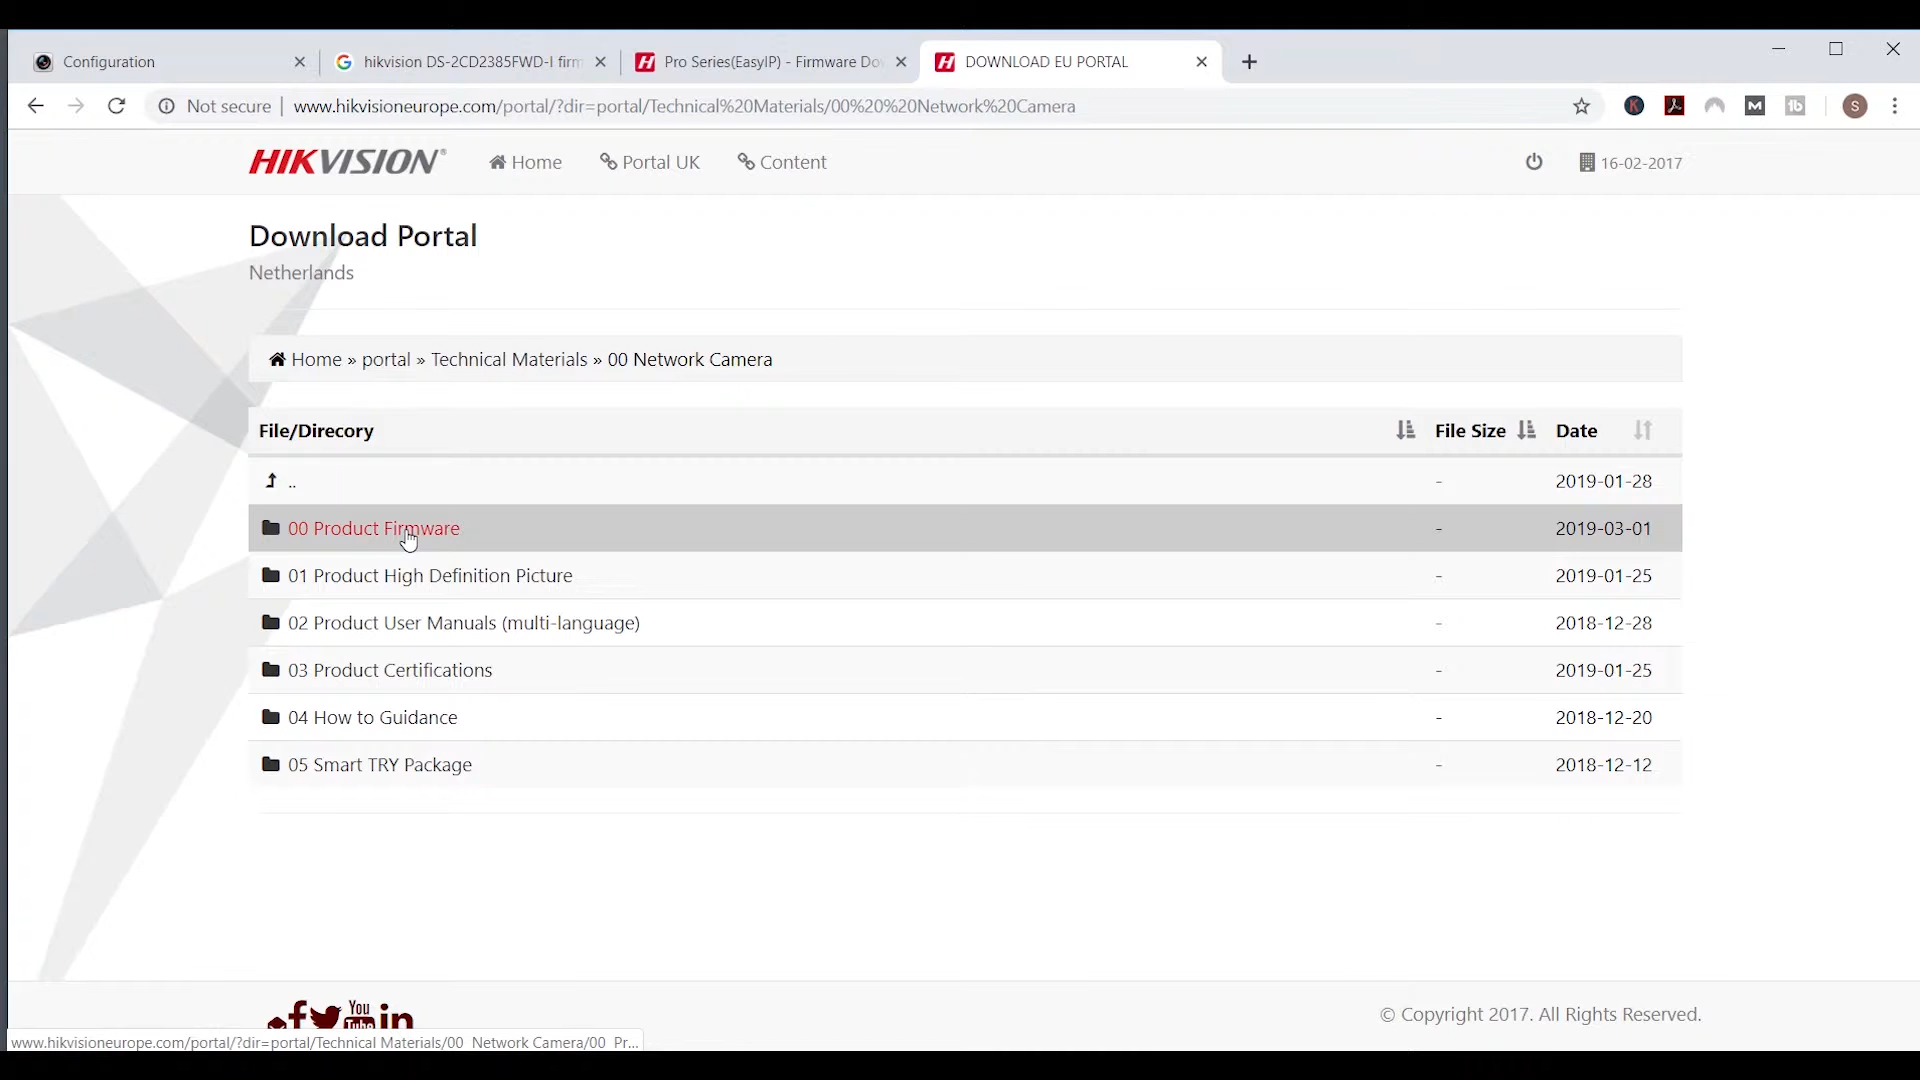 Configuration
hikvision DS-2CD2385FWD-I firm
Pro Series(EasyIP) - Firmware Do
DOWNLOAD EU PORTAL
Not secure
www.hikvisioneurope.com/portal/?dir=portal/Technical%20Materials/00%20%20Network%20Camera
S
HIKVISION®
Home
Portal UK
Content
16-02-2017
Download Portal
Netherlands
Home » portal » Technical Materials » 00 Network Camera
File/Direcory
File Size
Date
..
-
2019-01-28
00 Product Firmware
-
2019-03-01
01 Product High Definition Picture
-
2019-01-25
02 Product User Manuals (multi-language)
-
2018-12-28
03 Product Certifications
-
2019-01-25
04 How to Guidance
-
2018-12-20
05 Smart TRY Package
-
2018-12-12
You
Tube
© Copyright 2017. All Rights Reserved.
www.hikvisioneurope.com/portal/?dir=portal/Technical Materials/00 Network Camera/00 Pr...